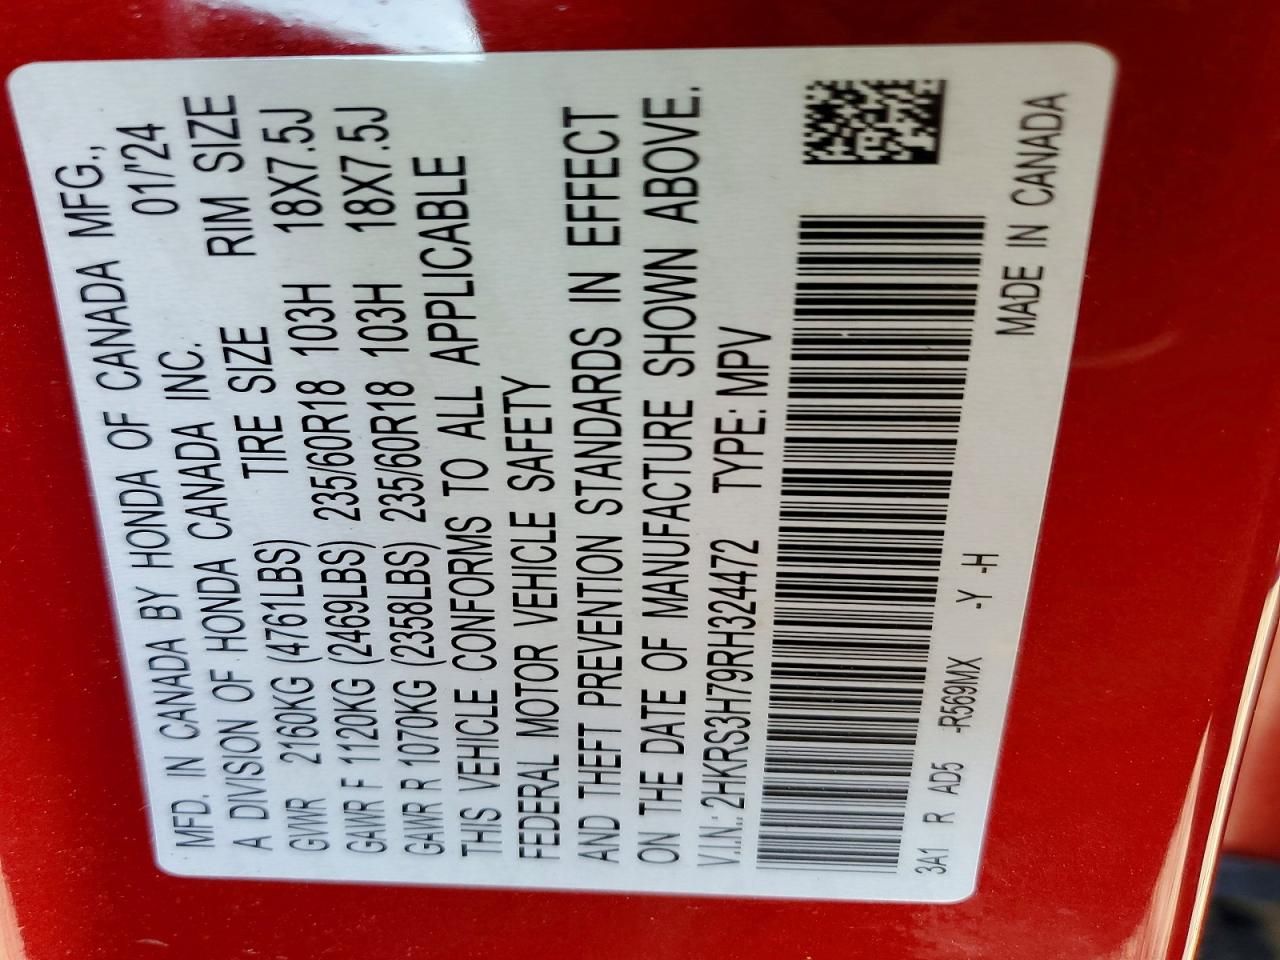 MFD. IN CANADA BY HONDA OF CANADA MFG.,
A DIVISION OF HONDA CANADA INC. 01/'24
GVWR 2160KG (4761LBS) TIRE SIZE RIM SIZE
GAWR F 1120KG (2469LBS) 235/60R18 103H 18X7.5J
GAWR R 1070KG (2358LBS) 235/60R18 103H 18X7.5J
THIS VEHICLE CONFORMS TO ALL APPLICABLE
FEDERAL MOTOR VEHICLE SAFETY
AND THEFT PREVENTION STANDARDS IN EFFECT
ON THE DATE OF MANUFACTURE SHOWN ABOVE.
V.I.N.: 2HKRS3H79RH324472 TYPE: MPV
3A1 R AD5 -R569MX -Y -H
MADE IN CANADA